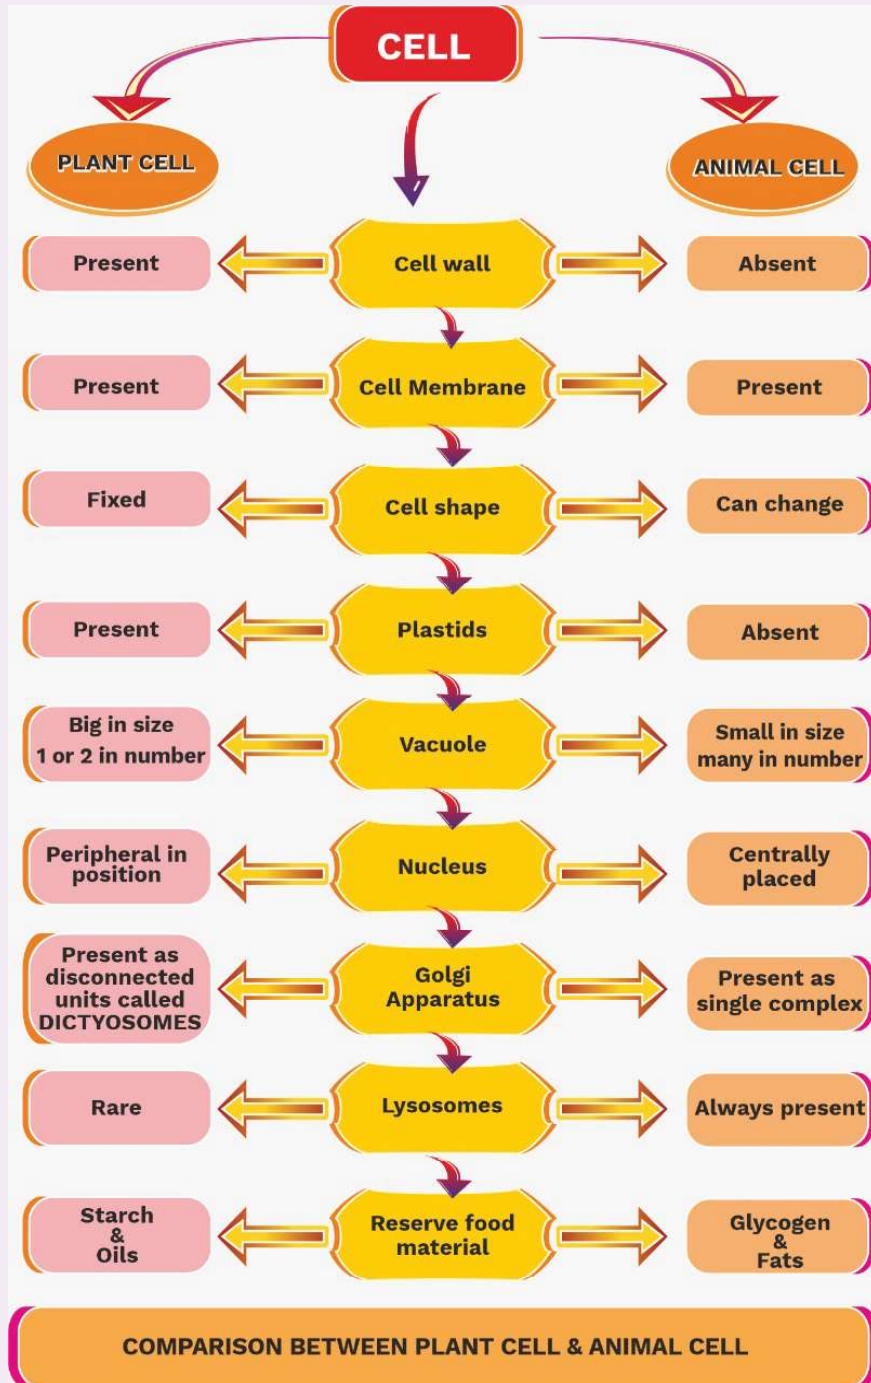 CELL
PLANT CELL
ANIMAL CELL
Present
Cell wall
Absent
Present
Cell Membrane
Present
Fixed
Cell shape
Can change
Present
Plastids
Absent
Big in size
1 or 2 in number
Vacuole
Small in size
many in number
Peripheral in
position
Nucleus
Centrally
placed
Present as
disconnected
units called
DICTYOSOMES
Golgi
Apparatus
Present as
single complex
Rare
Lysosomes
Always present
Starch
&
Oils
Reserve food
material
Glycogen
&
Fats
COMPARISON BETWEEN PLANT CELL & ANIMAL CELL